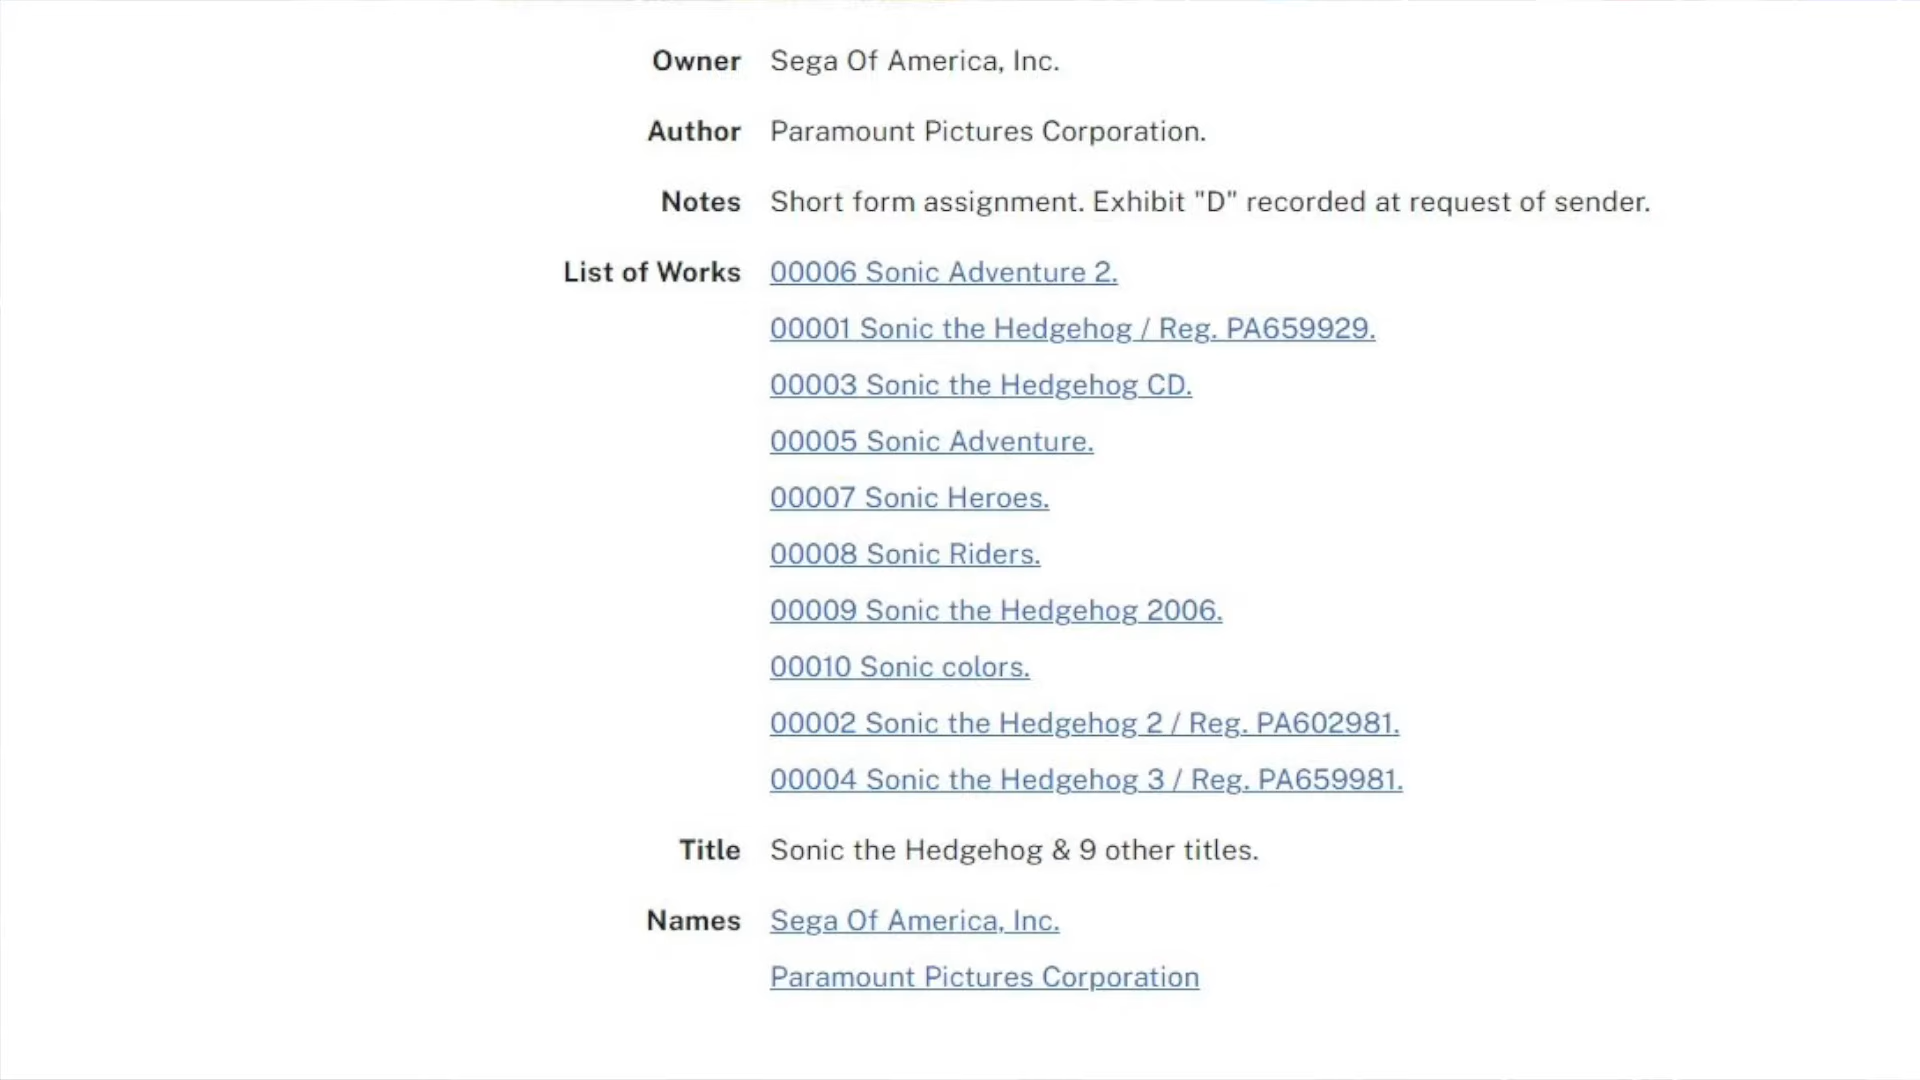 Owner Sega Of America, Inc.
Author Paramount Pictures Corporation.
Notes Short form assignment. Exhibit "D" recorded at request of sender.
List of Works 00006 Sonic Adventure 2.
00001 Sonic the Hedgehog / Reg. PA659929.
00003 Sonic the Hedgehog CD.
00005 Sonic Adventure.
00007 Sonic Heroes.
00008 Sonic Riders.
00009 Sonic the Hedgehog 2006.
00010 Sonic colors.
00002 Sonic the Hedgehog 2 / Reg. PA602981.
00004 Sonic the Hedgehog 3 / Reg. PA659981.
Title Sonic the Hedgehog & 9 other titles.
Names Sega Of America, Inc.
Paramount Pictures Corporation